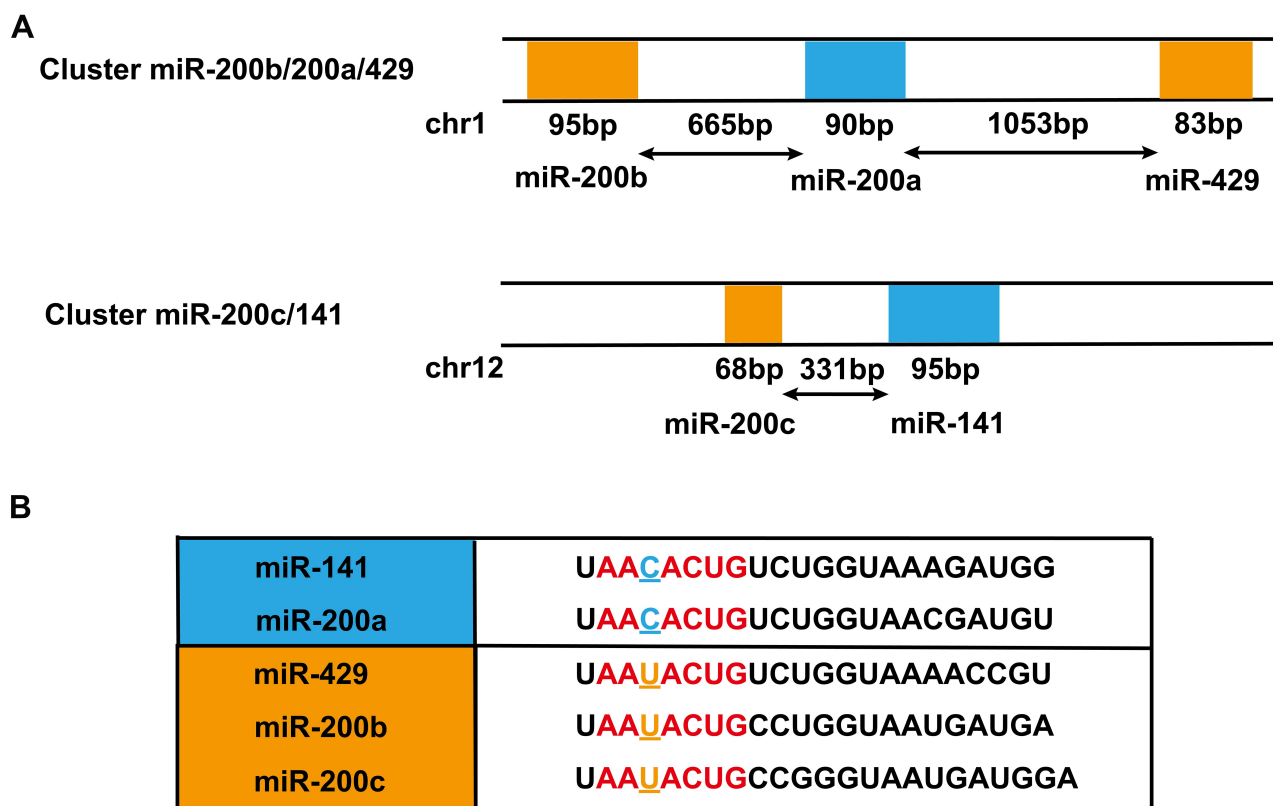 A
Cluster miR-200b/200a/429
chr1 95bp 665bp 90bp 1053bp 83bp
miR-200b miR-200a miR-429
Cluster miR-200c/141
chr12 68bp 331bp 95bp
miR-200c miR-141
B
miR-141 UAACACUGUCUGGUAAAGAUGG
miR-200a UAACACUGUCUGGUAACGAUGU
miR-429 UAAUACUGUCUGGUAAAACCGU
miR-200b UAAUACUGCCUGGUAAUGAUGA
miR-200c UAAUACUGCCGGGUAAUGAUGGA